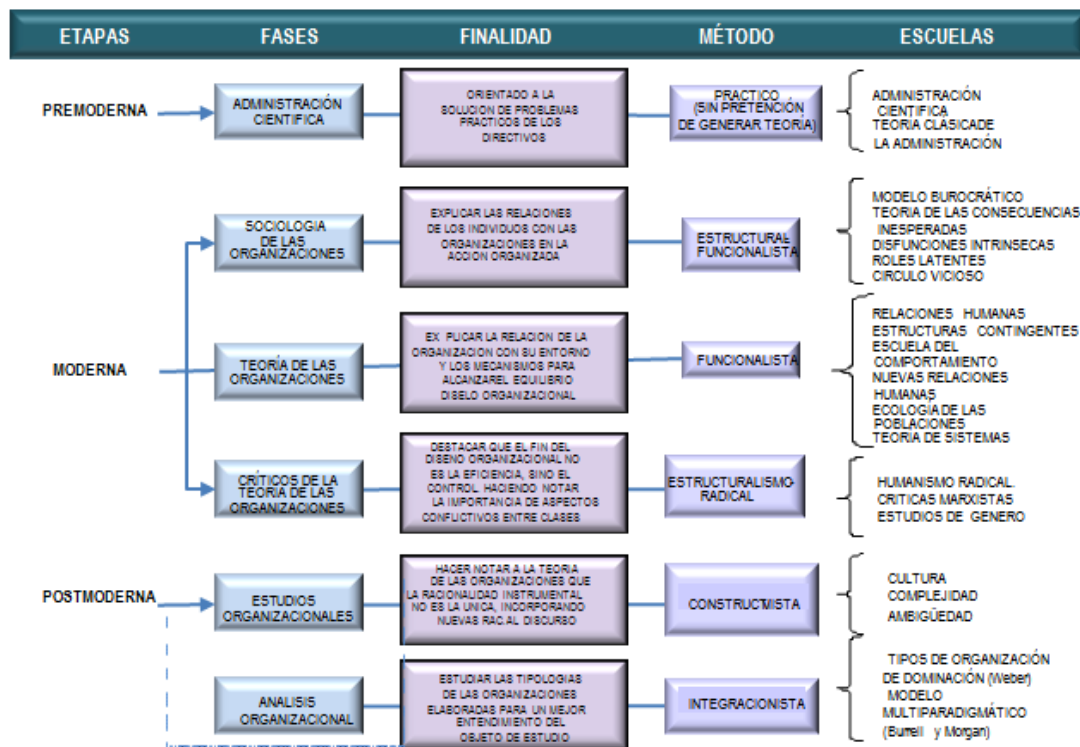 ETAPAS FASES FINALIDAD MÉTODO ESCUELAS
PREMODERNA
ADMINISTRACIÓN
CIENTIFICA
ORIENTADO A LA
SOLUCION DE PROBLEMAS
PRACTICOS DE LOS
DIRECTIVOS
PRACTICO
(SIN PRETENCIÓN
DE GENERAR TEORÍA)
ADMINISTRACIÓN
CIENTIFICA
TEORIA CLÁSICADE
LA ADMINISTRACIÓN
MODERNA
SOCIOLOGIA
DE LAS
ORGANIZACIONES
EXPLICAR LAS RELACIONES
DE LOS INDIVIDUOS CON LAS
ORGANIZACIONES EN LA
ACCION ORGANIZADA
ESTRUCTURAL-
FUNCIONALISTA
MODELO BUROCRÁTICO
TEORIA DE LAS CONSECUENCIAS
INESPERADAS
DISFUNCIONES INTRINSECAS
ROLES LATENTES
CIRCULO VICIOSO
TEORÍA DE LAS
ORGANIZACIONES
EX PLICAR LA RELACION DE LA
ORGANIZACION CON SU ENTORNO
Y LOS MECANISMOS PARA
ALCANZAREL EQUILIBRIO
DISELO ORGANIZACIONAL
FUNCIONALISTA
RELACIONES HUMANAS
ESTRUCTURAS CONTINGENTES
ESCUELA DEL
COMPORTAMIENTO
NUEVAS RELACIONES
HUMANAS
ECOLOGIA DE LAS
POBLACIONES
TEORÍA DE SISTEMAS
CRÍTICOS DE LA
TEORÍA DE LAS
ORGANIZACIONES
DESTACAR QUE EL FIN DEL
DISENO ORGANIZACIONAL NO
ES LA EFICIENCIA, SINO EL
CONTROL. HACIENDO NOTAR
LA IMPORTANCIA DE ASPECTOS
CONFLICTIVOS ENTRE CLASES
ESTRUCTURALISMO-
RADICAL
HUMANISMO RADICAL.
CRITICAS MARXISTAS
ESTUDIOS DE GENERO
POSTMODERNA
ESTUDIOS
ORGANIZACIONALES
HACER NOTAR A LA TEORIA
DE LAS ORGANIZACIONES QUE
LA RACIONALIDAD INSTRUMENTAL
NO ES LA UNICA, INCORPORANDO
NUEVAS RAC.AL DISCURSO
CONSTRUCTIVISTA
CULTURA
COMPLEJIDAD
AMBIGÜEDAD
ANALISIS
ORGANIZACIONAL
ESTUDIAR LAS TIPOLOGIAS
DE LAS ORGANIZACIONES
ELABORADAS PARA UN MEJOR
ENTENDIMIENTO DEL
OBJETO DE ESTUDIO
INTEGRACIONISTA
TIPOS DE ORGANIZACIÓN
DE DOMINACIÓN (Weber)
MODELO
MULTIPARADIGMÁTICO
(Burrell y Morgan)